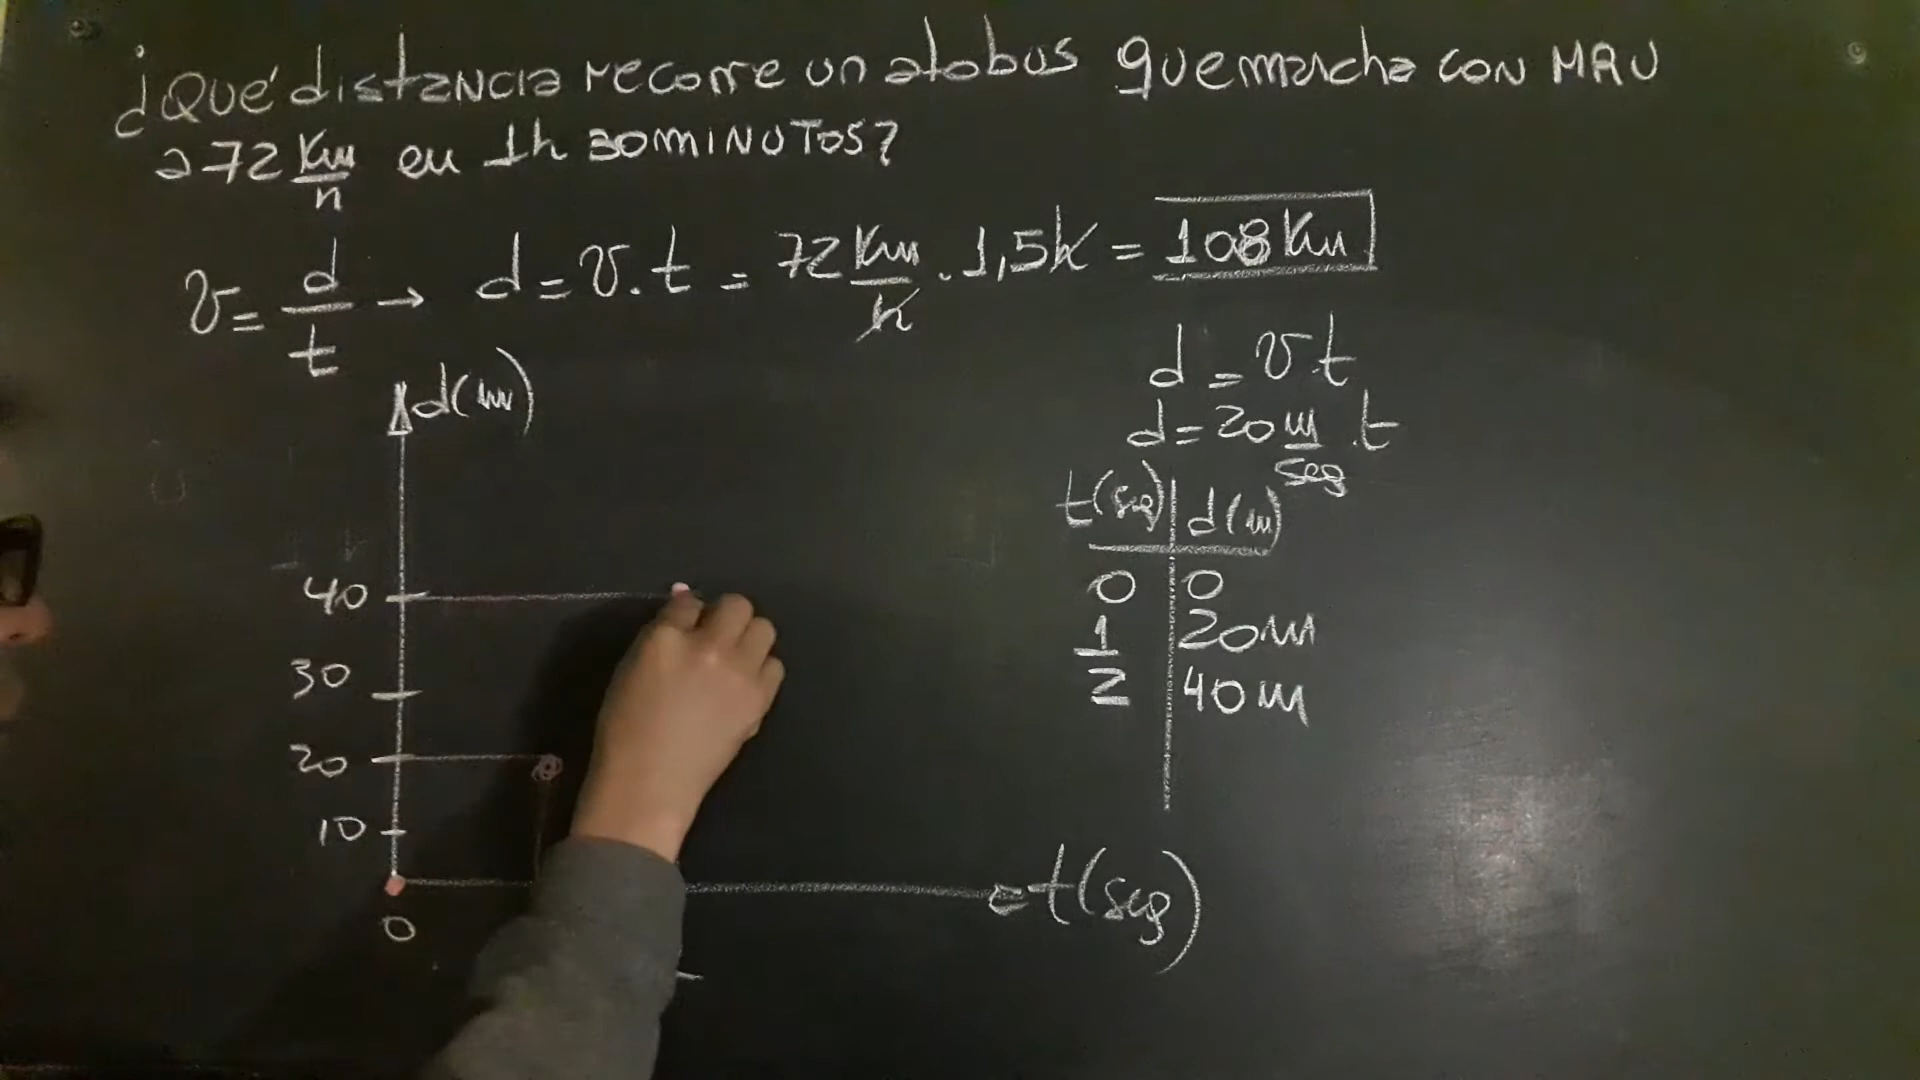 ¿QUé distancia recorre un atobus que marcha con MRU
a 72 Km/h en 1h 30 MINUTOS?
v = d/t → d = v . t = 72 Km/h . 1,5h = 108 Km
d = v.t
d = 20 m/seg . t
t(seg) | d(m)
0 | 0
1 | 20m
2 | 40m
d(m)
40
30
20
10
0
t(seg)